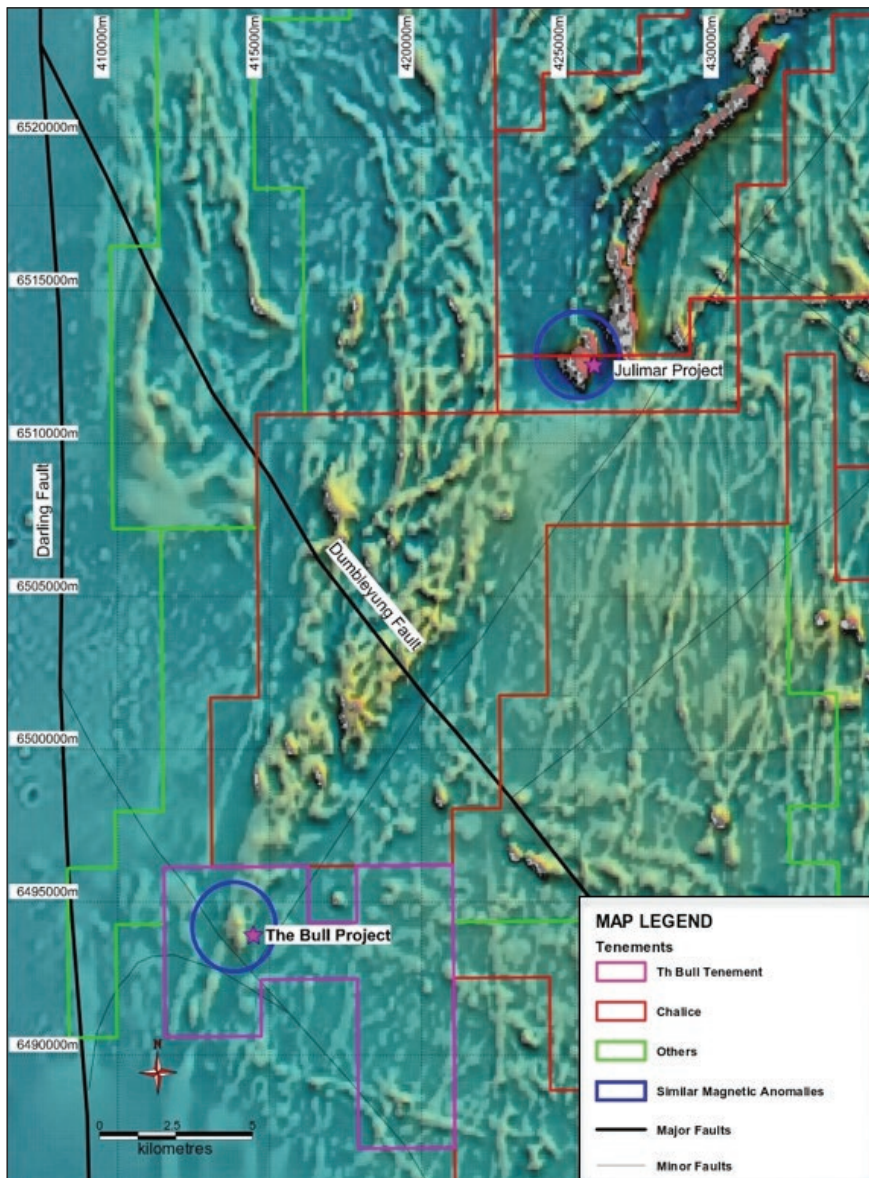 410000m
415000m
420000m
425000m
430000m
6520000m
6515000m
Julimar Project
6510000m
Darling Fault
Dumbleyung Fault
6505000m
6500000m
6495000m
The Bull Project
6490000m
N
0 2.5 5
kilometres
MAP LEGEND
Tenements
Th Bull Tenement
Chalice
Others
Similar Magnetic Anomalies
Major Faults
Minor Faults